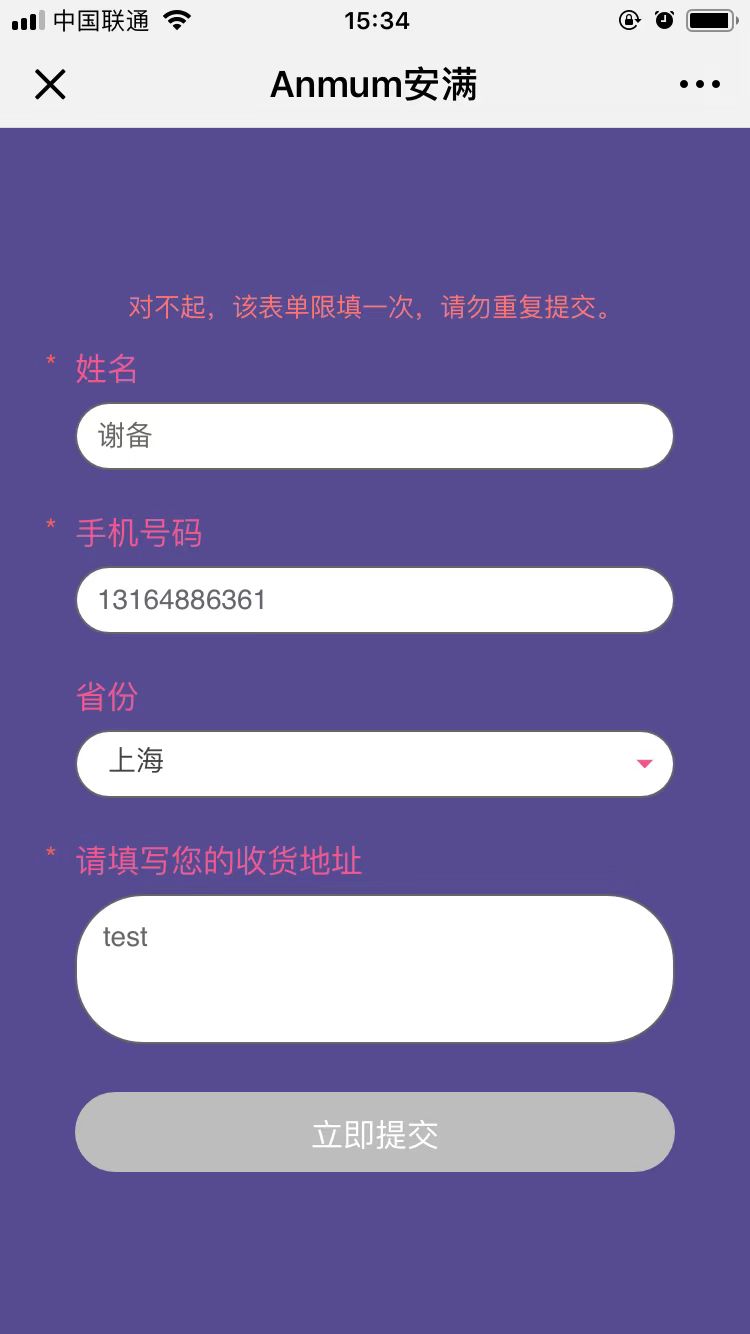 中国联通 15:34
Anmum安满
对不起，该表单限填一次，请勿重复提交。
* 姓名
谢备
* 手机号码
13164886361
省份
上海
* 请填写您的收货地址
test
立即提交